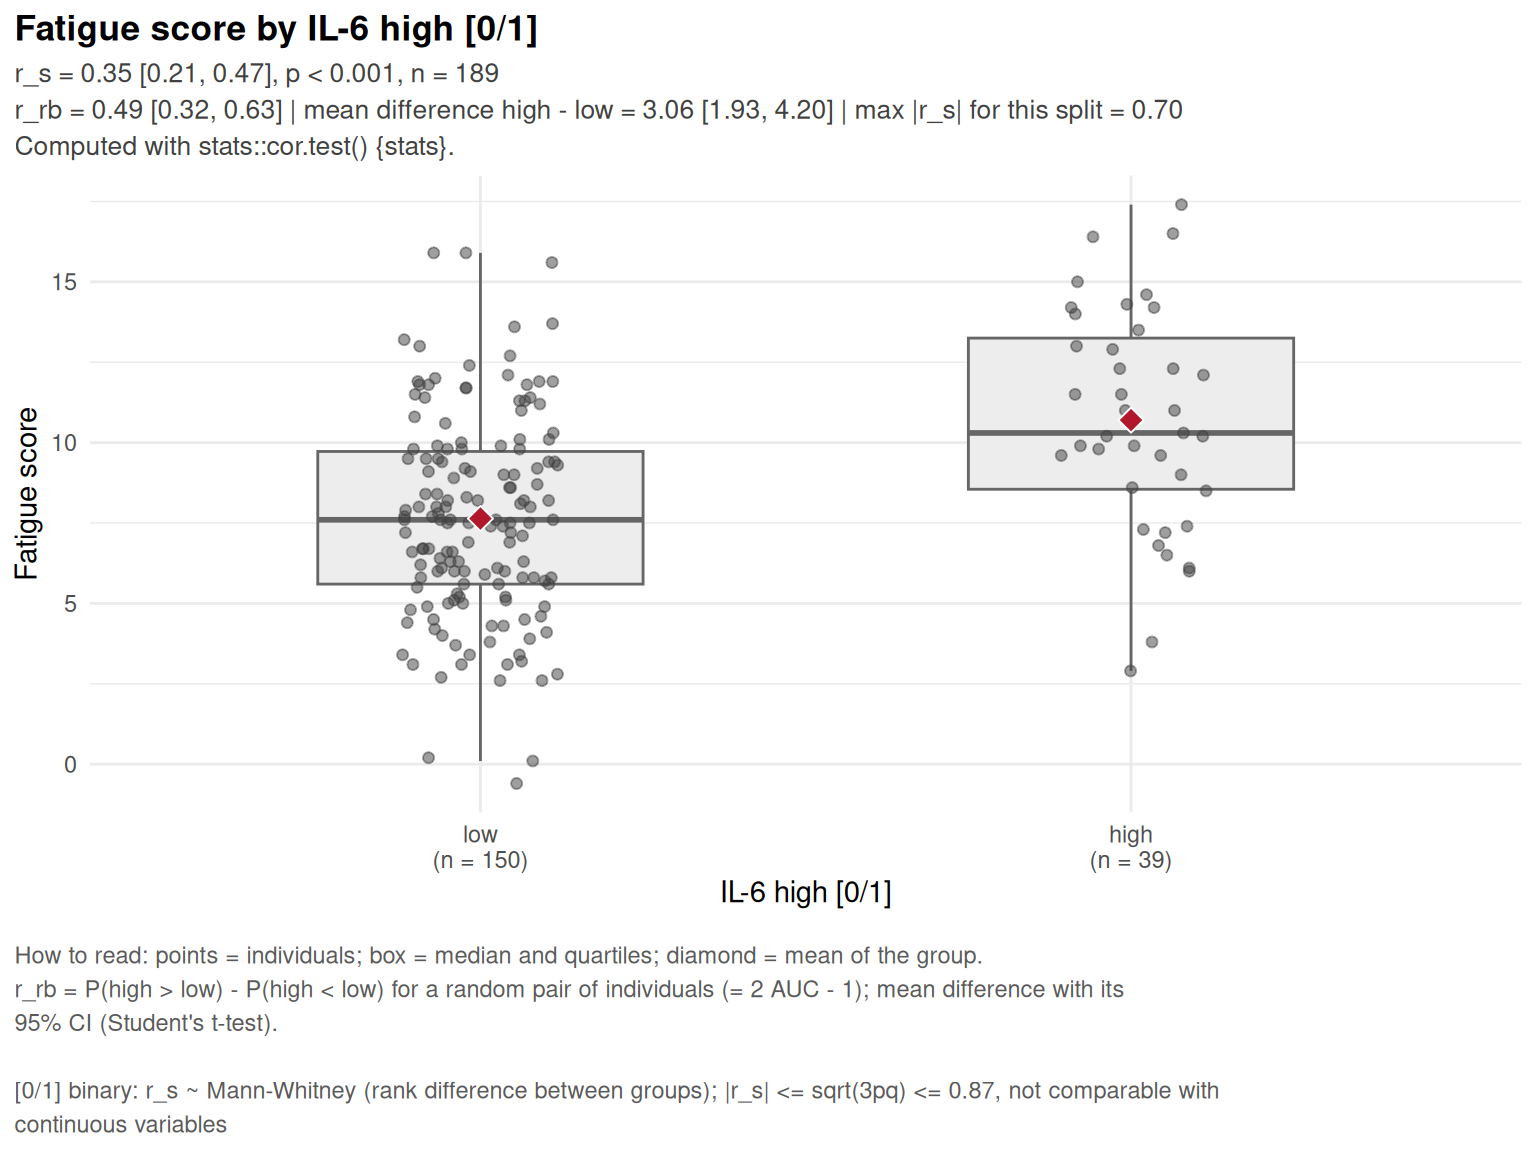 Fatigue score by IL-6 high [0/1]
r_s = 0.35 [0.21, 0.47], p < 0.001, n = 189
r_rb = 0.49 [0.32, 0.63] | mean difference high - low = 3.06 [1.93, 4.20] | max |r_s| for this split = 0.70
Computed with stats::cor.test() {stats}.
Fatigue score
15
10
5
0
low
(n = 150)
high
(n = 39)
IL-6 high [0/1]
How to read: points = individuals; box = median and quartiles; diamond = mean of the group.
r_rb = P(high > low) - P(high < low) for a random pair of individuals (= 2 AUC - 1); mean difference with its
95% CI (Student's t-test).
[0/1] binary: r_s ~ Mann-Whitney (rank difference between groups); |r_s| <= sqrt(3pq) <= 0.87, not comparable with
continuous variables